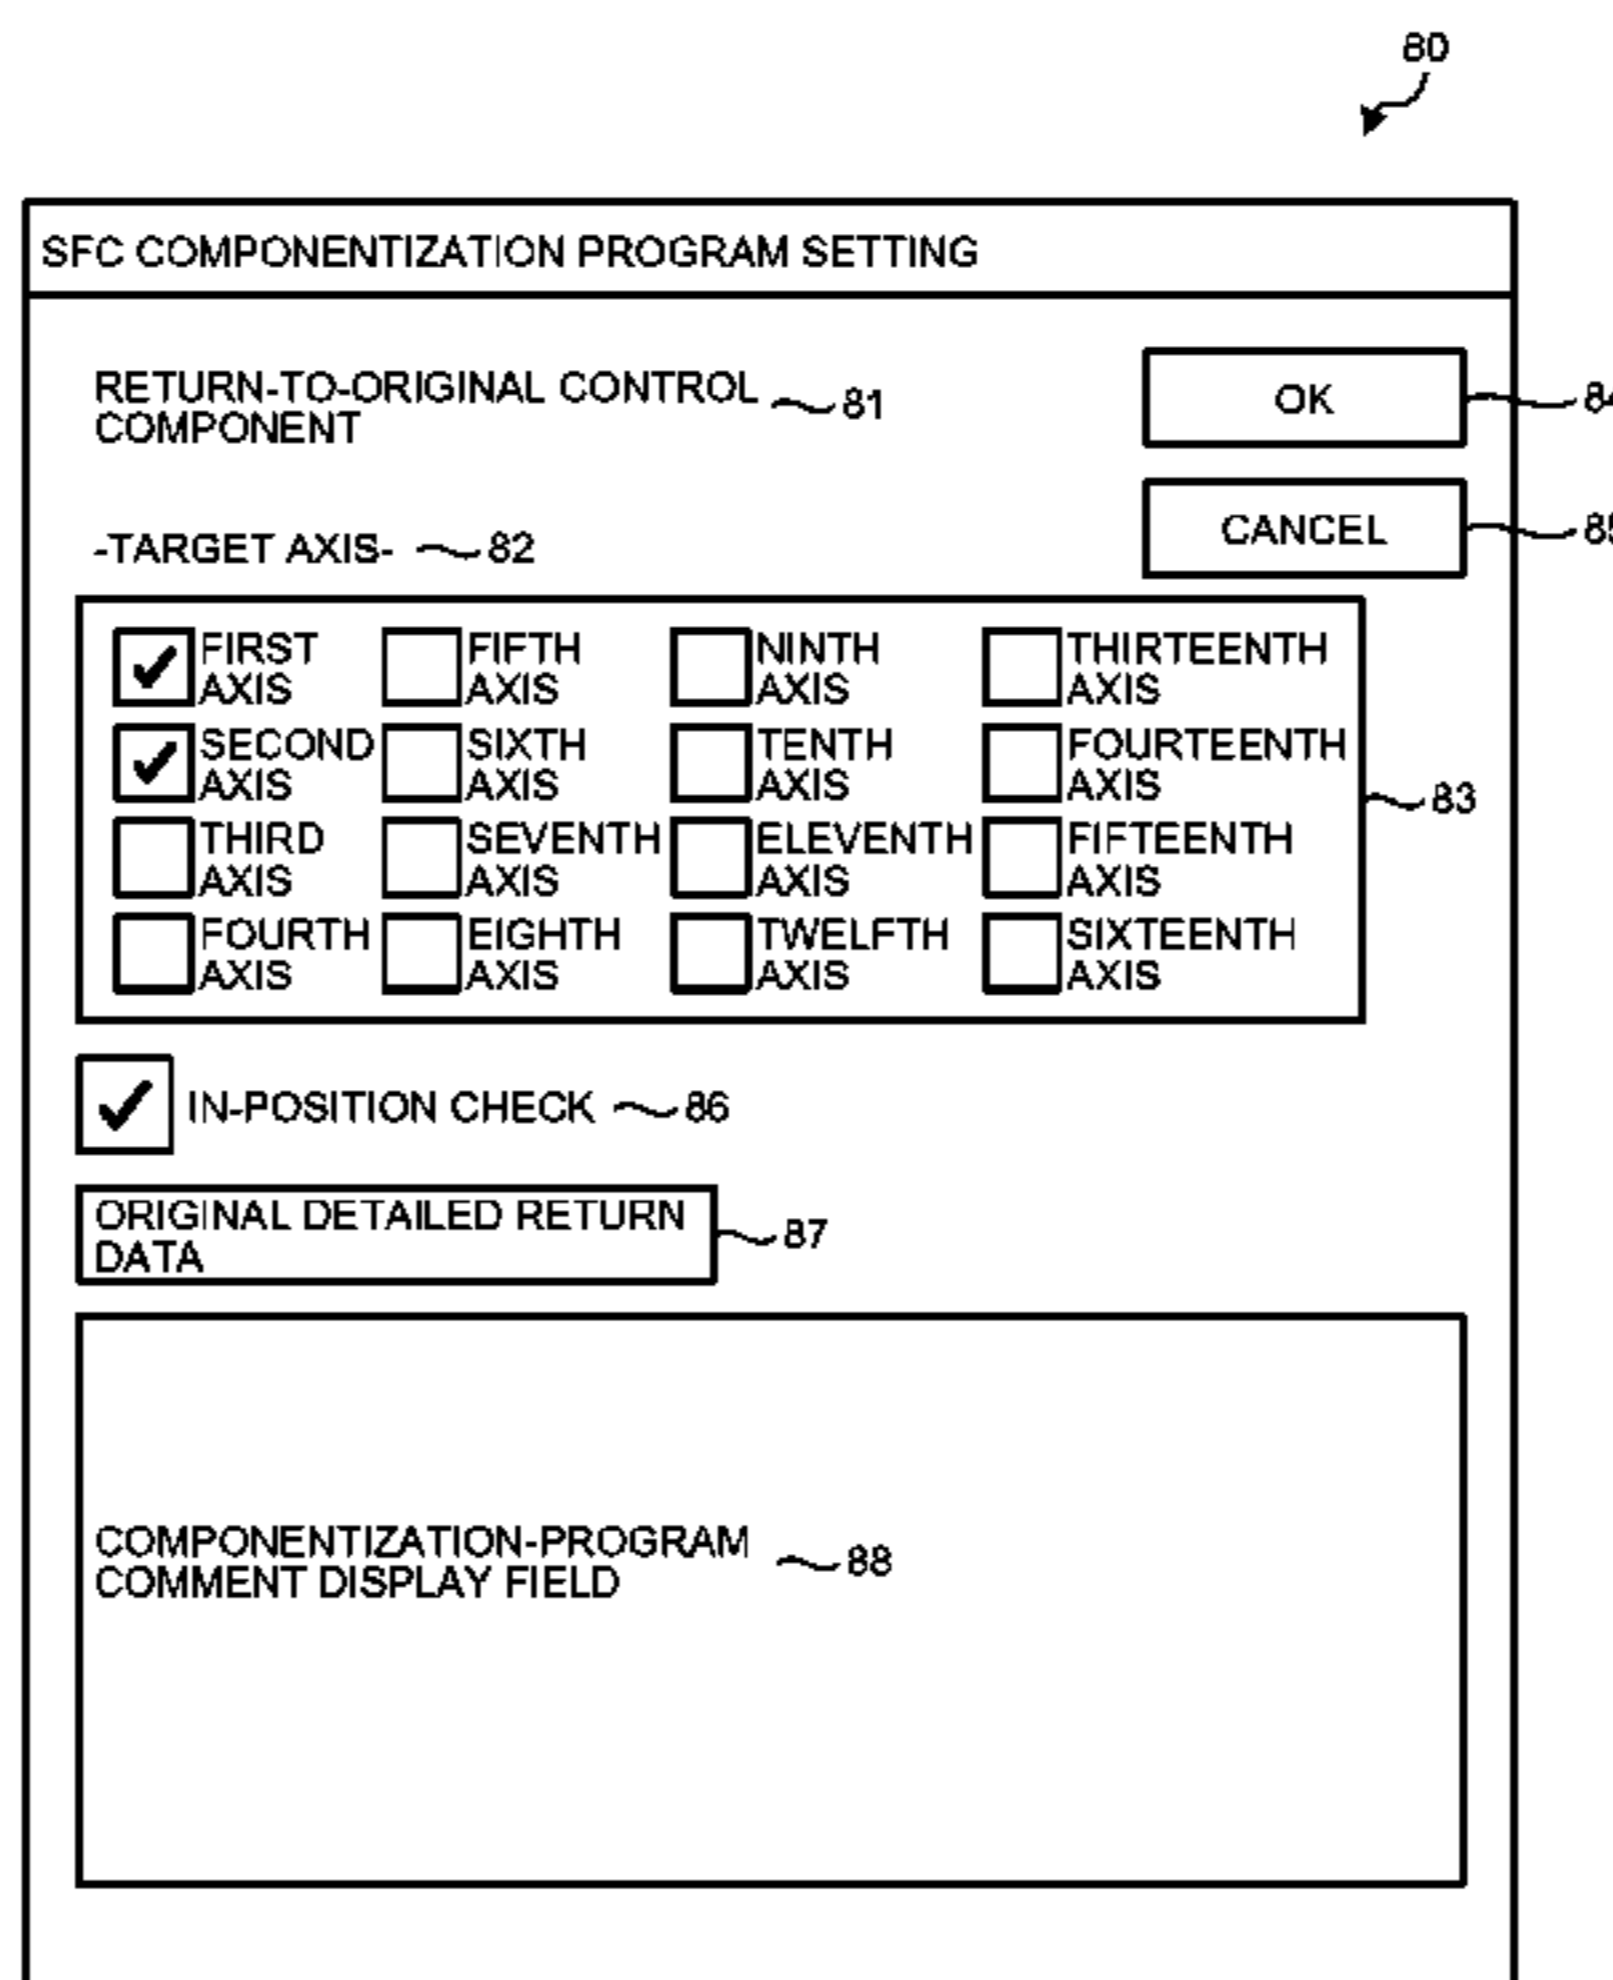 80
SFC COMPONENTIZATION PROGRAM SETTING
RETURN-TO-ORIGINAL CONTROL
COMPONENT
81
OK
84
CANCEL
85
-TARGET AXIS-
82
FIRST
AXIS
FIFTH
AXIS
NINTH
AXIS
THIRTEENTH
AXIS
SECOND
AXIS
SIXTH
AXIS
TENTH
AXIS
FOURTEENTH
AXIS
83
THIRD
AXIS
SEVENTH
AXIS
ELEVENTH
AXIS
FIFTEENTH
AXIS
FOURTH
AXIS
EIGHTH
AXIS
TWELFTH
AXIS
SIXTEENTH
AXIS
IN-POSITION CHECK
86
ORIGINAL DETAILED RETURN
DATA
87
COMPONENTIZATION-PROGRAM
COMMENT DISPLAY FIELD
88